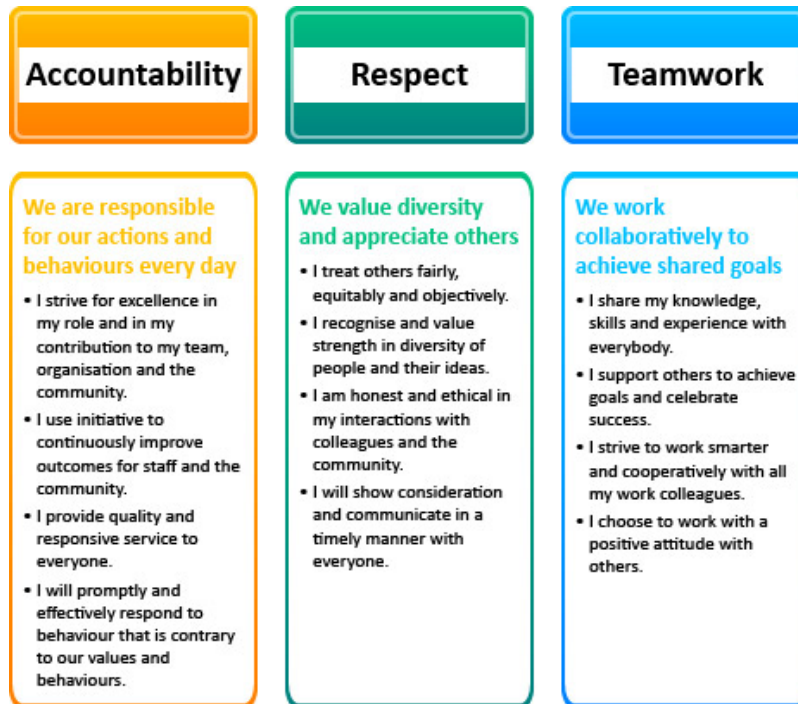 Accountability
We are responsible
for our actions and
behaviours every day
• I strive for excellence in
my role and in my
contribution to my team,
organisation and the
community.
• I use initiative to
continuously improve
outcomes for staff and the
community.
• I provide quality and
responsive service to
everyone.
• I will promptly and
effectively respond to
behaviour that is contrary
to our values and
behaviours.
Respect
We value diversity
and appreciate others
• I treat others fairly,
equitably and objectively.
• I recognise and value
strength in diversity of
people and their ideas.
• I am honest and ethical in
my interactions with
colleagues and the
community.
• I will show consideration
and communicate in a
timely manner with
everyone.
Teamwork
We work
collaboratively to
achieve shared goals
• I share my knowledge,
skills and experience with
everybody.
• I support others to achieve
goals and celebrate
success.
• I strive to work smarter
and cooperatively with all
my work colleagues.
• I choose to work with a
positive attitude with
others.